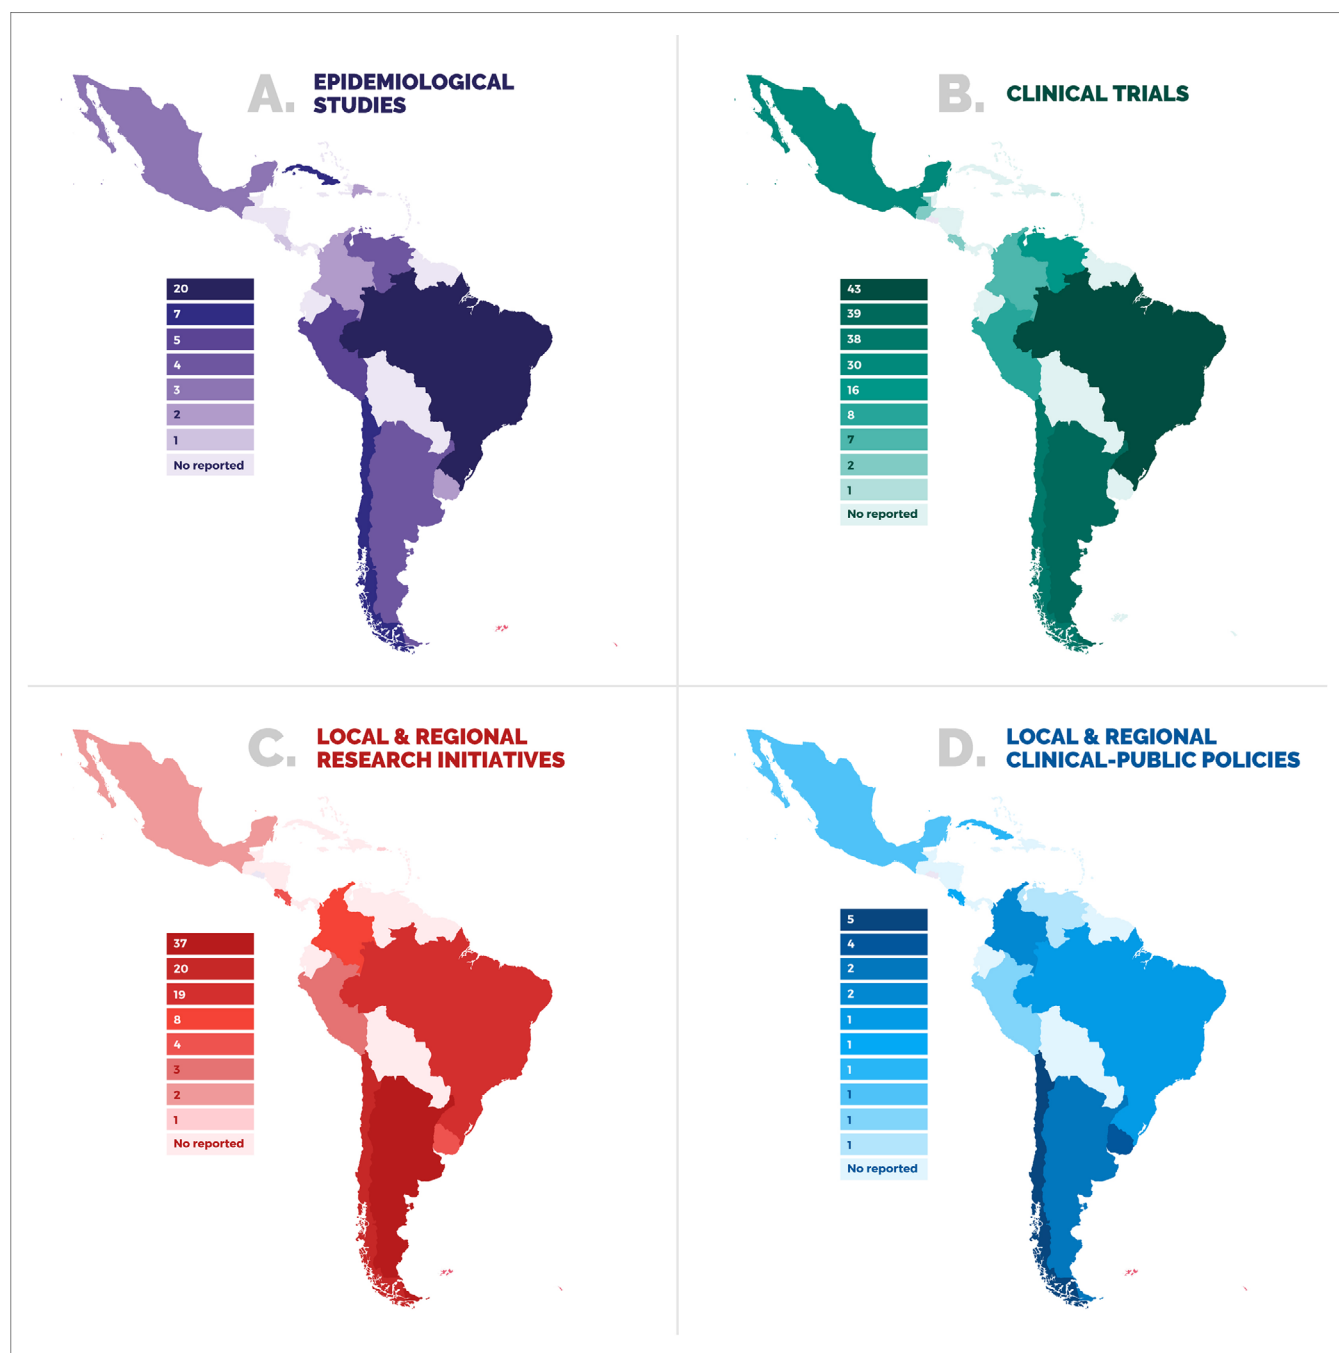 A.
EPIDEMIOLOGICAL
STUDIES
20
7
5
4
3
2
1
No reported
B.
CLINICAL TRIALS
43
39
38
30
16
8
7
2
1
No reported
C.
LOCAL & REGIONAL
RESEARCH INITIATIVES
37
20
19
8
4
3
2
1
No reported
D.
LOCAL & REGIONAL
CLINICAL-PUBLIC POLICIES
5
4
2
2
1
1
1
1
1
1
No reported